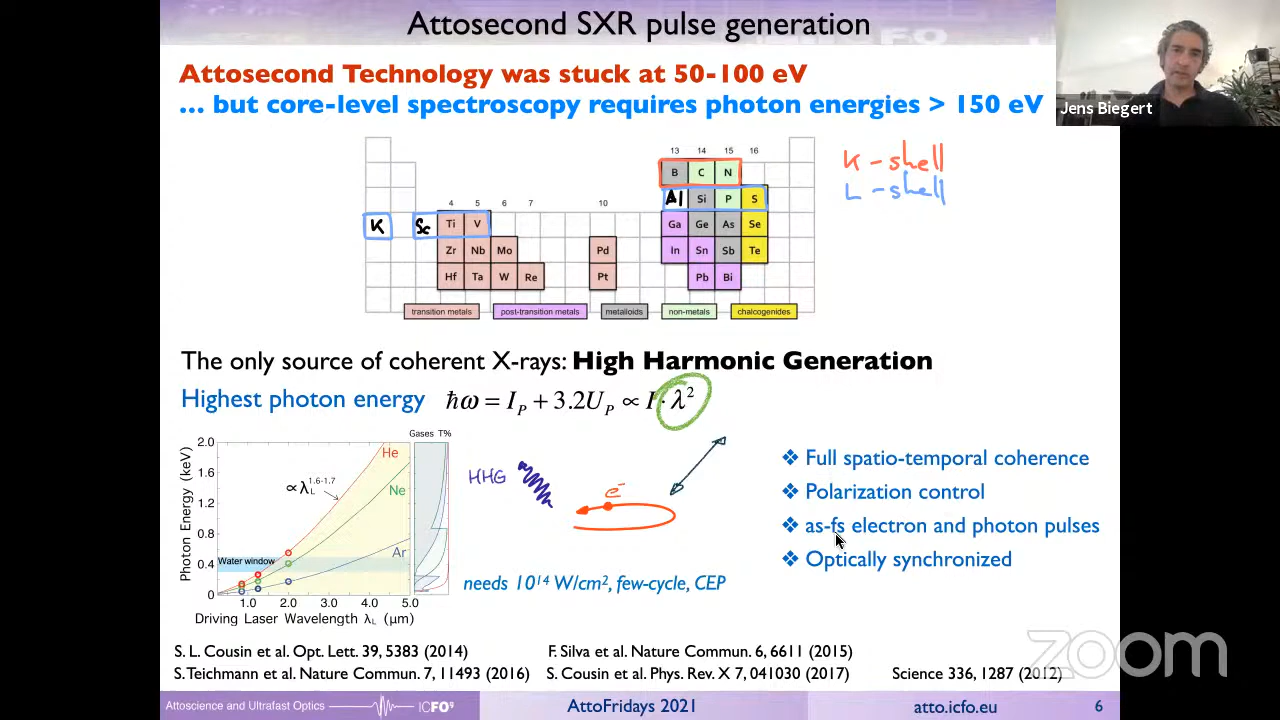 Attosecond SXR pulse generation
Attosecond Technology was stuck at 50-100 eV
... but core-level spectroscopy requires photon energies > 150 eV
Jens Biegert
13 14 15 16
B C N
K - shell
L - shell
4 5 6 7 10
Al Si P S
K Sc Ti V Ga Ge As Se
Zr Nb Mo Pd In Sn Sb Te
Hf Ta W Re Pt Pb Bi
transition metals post-transition metals metalloids non-metals chalcogenides
The only source of coherent X-rays: High Harmonic Generation
Highest photon energy ħω = I_P + 3.2U_P ∝ I · λ²
Gases T%
Photon Energy (keV)
2.0
1.6
1.2
0.8
0.4
0
He
Ne
Ar
∝λ_L^1.6-1.7
Water window
1.0 2.0 3.0 4.0 5.0
Driving Laser Wavelength λ_L (μm)
HHG
e⁻
needs 10¹⁴ W/cm², few-cycle, CEP
❖ Full spatio-temporal coherence
❖ Polarization control
❖ as-fs electron and photon pulses
❖ Optically synchronized
S. L. Cousin et al. Opt. Lett. 39, 5383 (2014) F. Silva et al. Nature Commun. 6, 6611 (2015)
S. Teichmann et al. Nature Commun. 7, 11493 (2016) S. Cousin et al. Phys. Rev. X 7, 041030 (2017) Science 336, 1287 (2012)
zoom
Attoscience and Ultrafast Optics ICFO AttoFridays 2021 atto.icfo.eu 6